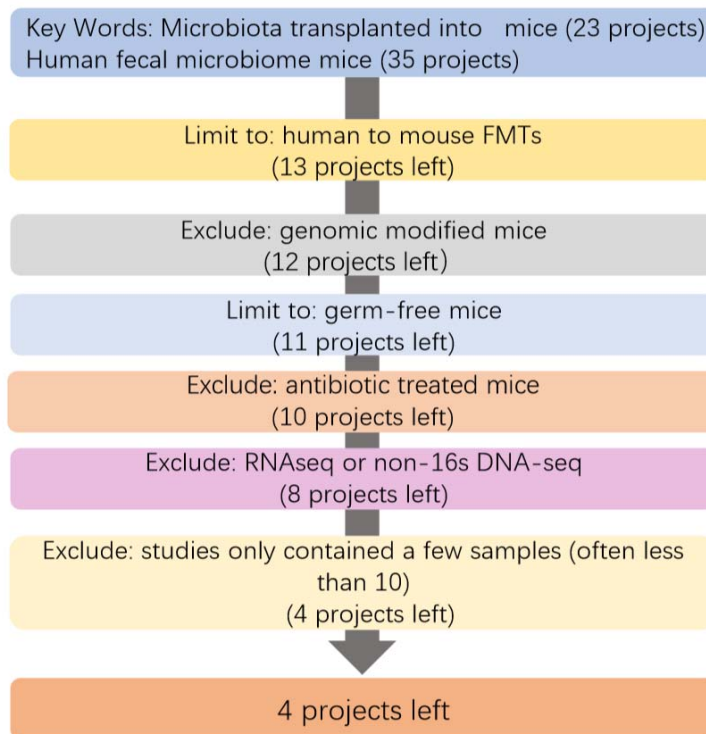 Key Words: Microbiota transplanted into mice (23 projects)
Human fecal microbiome mice (35 projects)
Limit to: human to mouse FMTs
(13 projects left)
Exclude: genomic modified mice
(12 projects left)
Limit to: germ-free mice
(11 projects left)
Exclude: antibiotic treated mice
(10 projects left)
Exclude: RNAseq or non-16s DNA-seq
(8 projects left)
Exclude: studies only contained a few samples (often less
than 10)
(4 projects left)
4 projects left